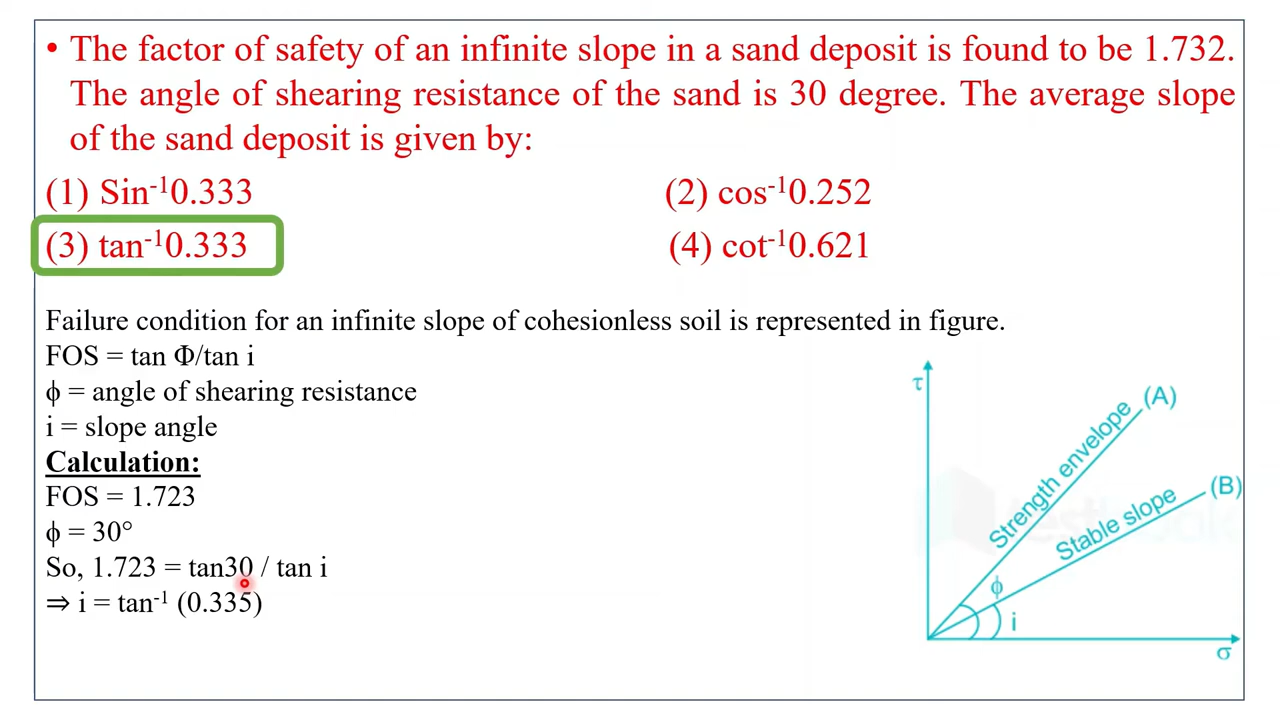 • The factor of safety of an infinite slope in a sand deposit is found to be 1.732.
The angle of shearing resistance of the sand is 30 degree. The average slope
of the sand deposit is given by:
(1) Sin⁻¹0.333 (2) cos⁻¹0.252
(3) tan⁻¹0.333 (4) cot⁻¹0.621
Failure condition for an infinite slope of cohesionless soil is represented in figure.
FOS = tan Φ/tan i
ϕ = angle of shearing resistance
i = slope angle
Calculation:
FOS = 1.723
ϕ = 30°
So, 1.723 = tan30 / tan i
⇒ i = tan⁻¹ (0.335)
τ
(A)
Strength envelope
(B)
Stable slope
ϕ
i
σ